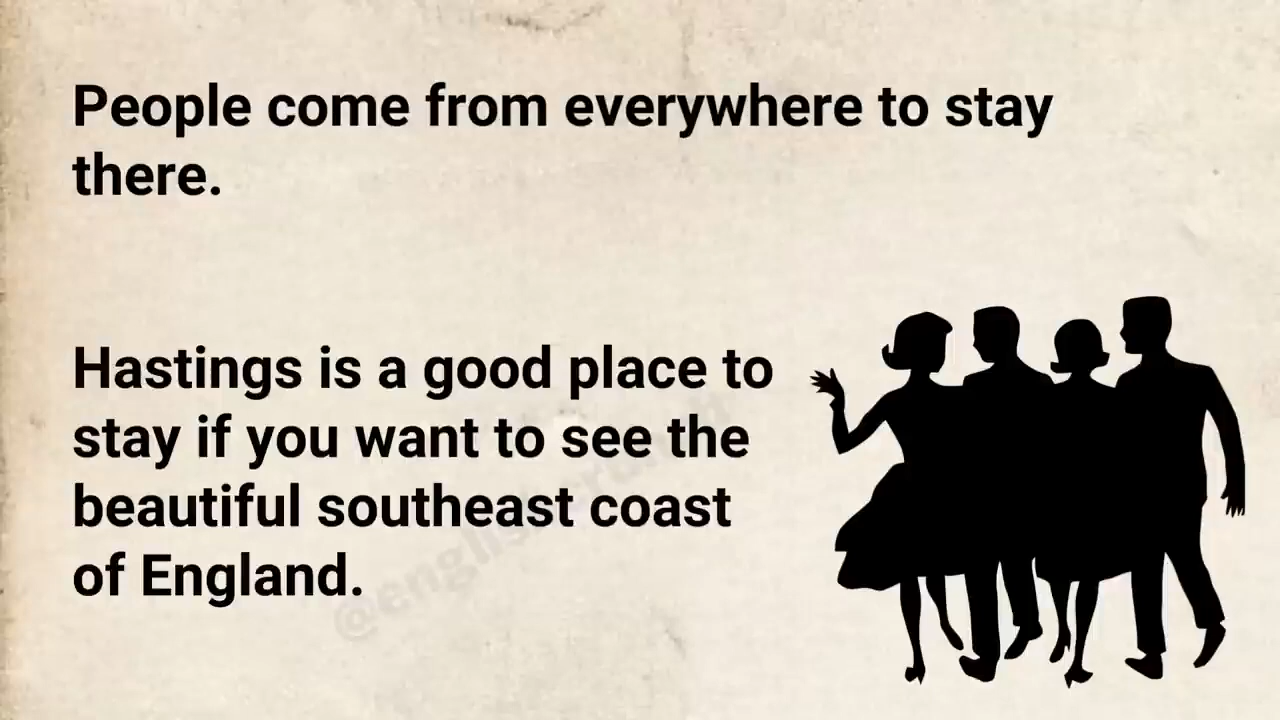 People come from everywhere to stay
there.
Hastings is a good place to
stay if you want to see the
beautiful southeast coast
of England.